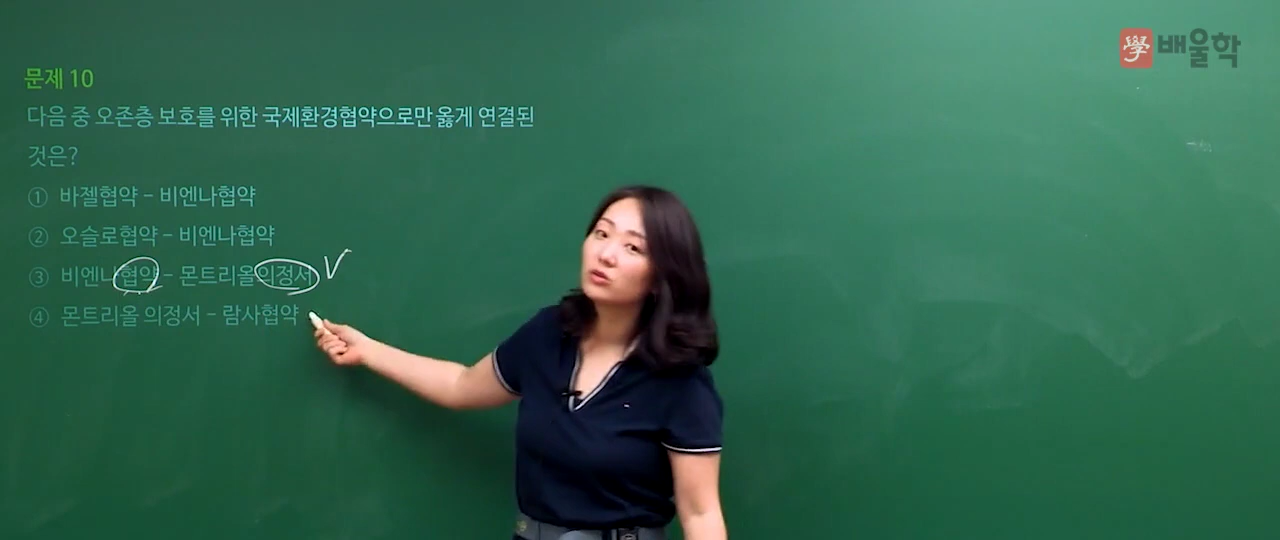 學 배울학
문제 10
다음 중 오존층 보호를 위한 국제환경협약으로만 옳게 연결된
것은?
① 바젤협약 - 비엔나협약
② 오슬로협약 - 비엔나협약
③ 비엔나협약 - 몬트리올의정서 V
④ 몬트리올 의정서 - 람사협약